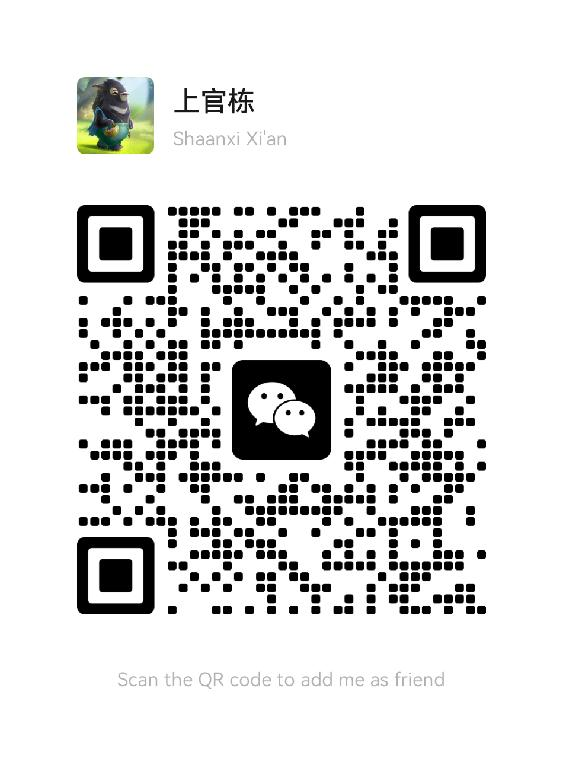 上官栋
Shaanxi Xi'an
Scan the QR code to add me as friend